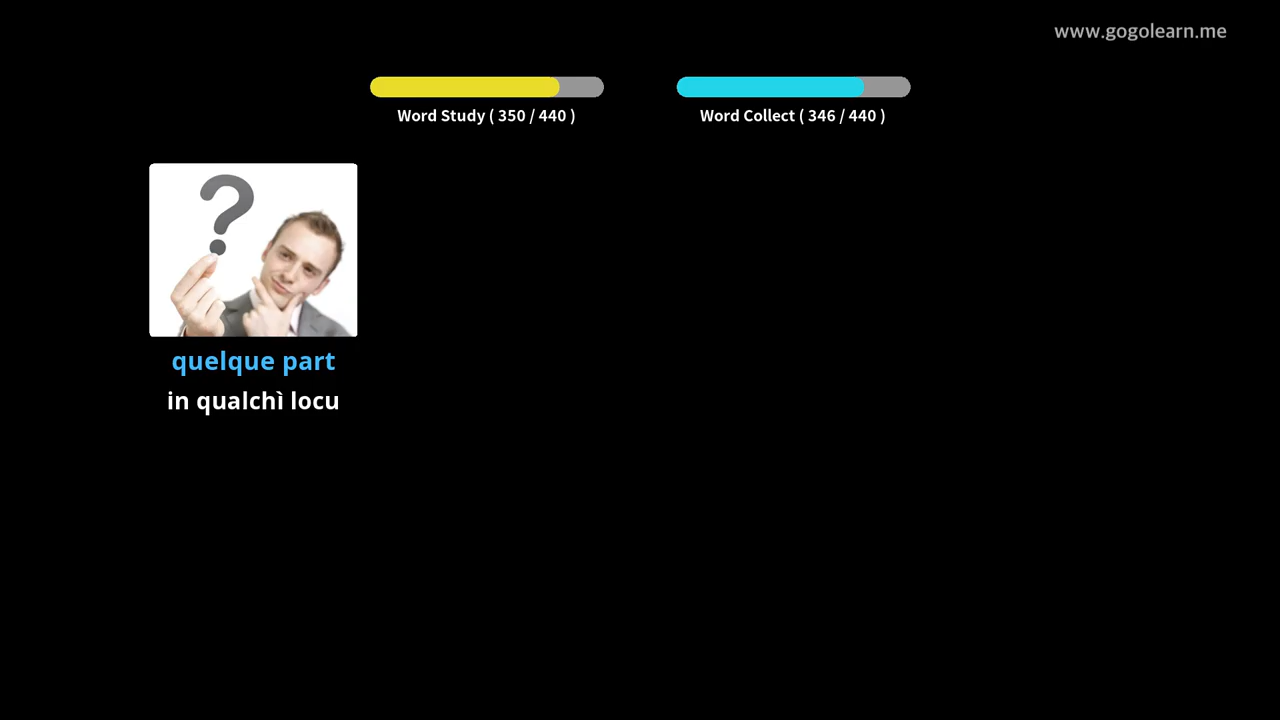 www.gogolearn.me
Word Study ( 350 / 440 )
Word Collect ( 346 / 440 )
?
quelque part
in qualchì locu